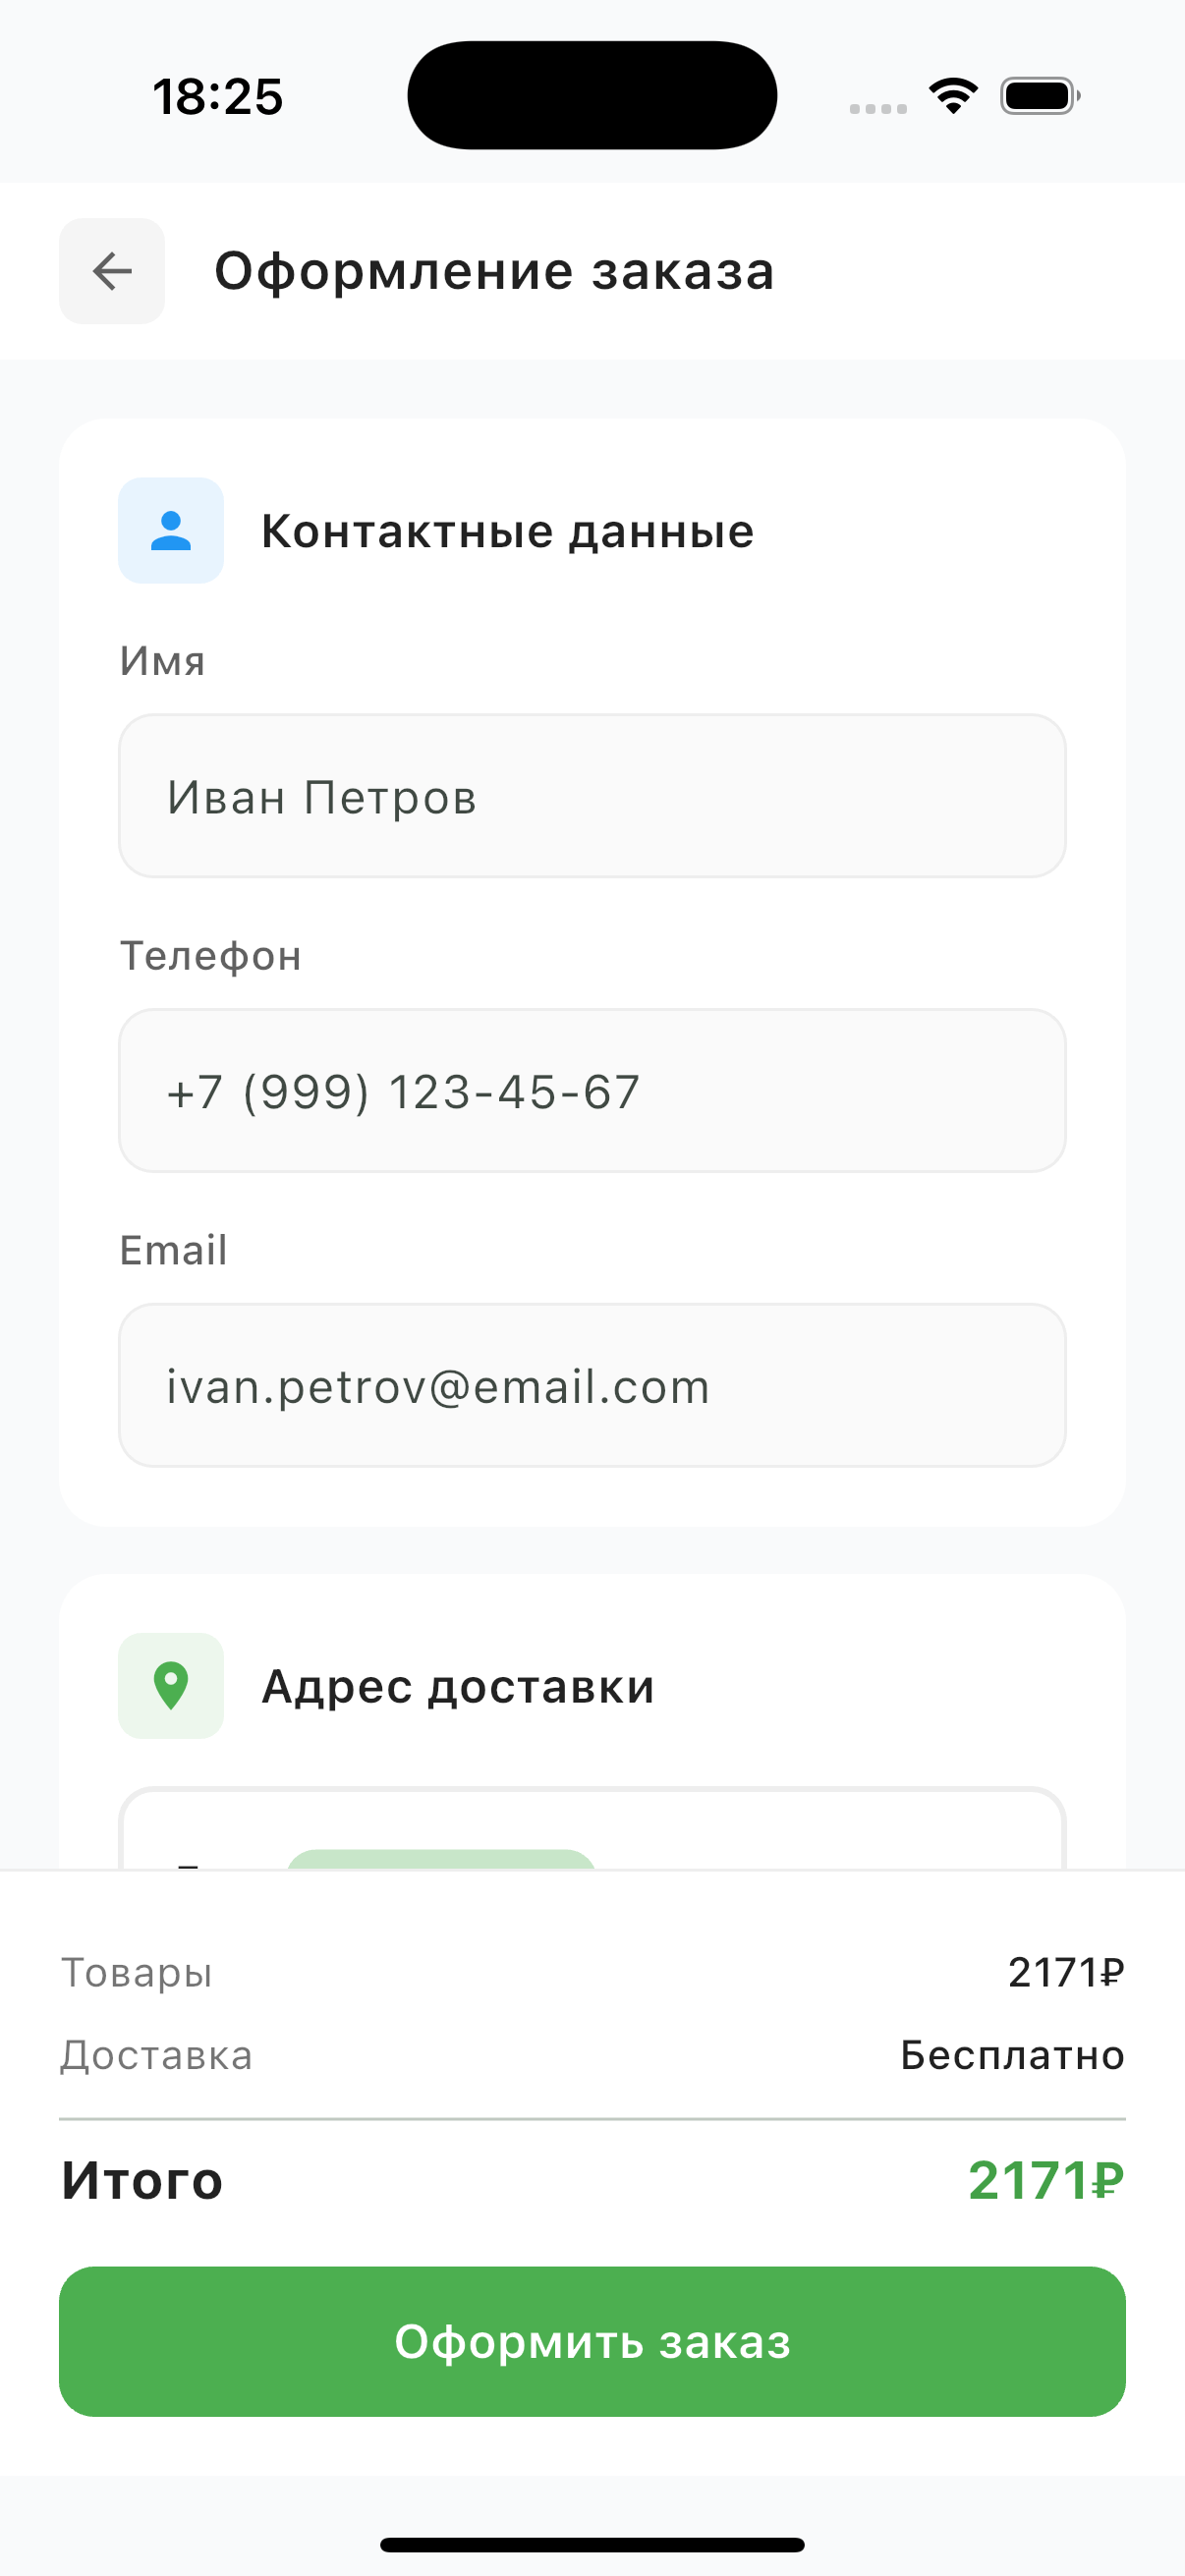 18:25
Оформление заказа
Контактные данные
Имя
Иван Петров
Телефон
+7 (999) 123-45-67
Email
ivan.petrov@email.com
Адрес доставки
Товары 2171₽
Доставка Бесплатно
Итого 2171₽
Оформить заказ